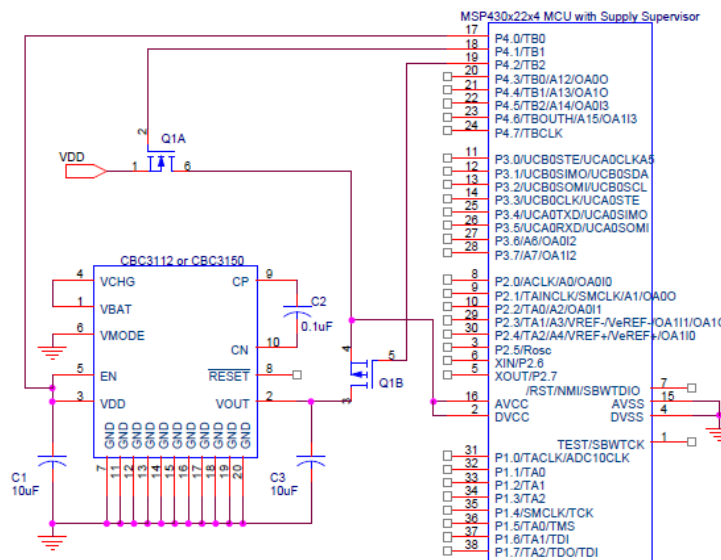 MSP430x22x4 MCU with Supply Supervisor
17 P4.0/TB0
18 P4.1/TB1
19 P4.2/TB2
20 P4.3/TB0/A12/OA0O
21 P4.4/TB1/A13/OA1O
22 P4.5/TB2/A14/OA0I3
23 P4.6/TBOUTH/A15/OA1I3
24 P4.7/TBCLK
2
Q1A
VDD
1
6
11 P3.0/UCB0STE/UCA0CLKA5
12 P3.1/UCB0SIMO/UCB0SDA
13 P3.2/UCB0SOMI/UCB0SCL
14 P3.3/UCB0CLK/UCA0STE
25 P3.4/UCA0TXD/UCA0SIMO
26 P3.5/UCA0RXD/UCA0SOMI
27 P3.6/A6/OA0I2
28 P3.7/A7/OA1I2
CBC3112 or CBC3150
4 VCHG
CP 9
1 VBAT
6 VMODE
C2
0.1uF
CN 10
5 EN
RESET 8
3 VDD
VOUT 2
GND GND GND GND GND GND GND GND GND GND GND
7 11 12 13 14 15 16 17 18 19 20
C1
10uF
C3
10uF
4
5
Q1B
3
8 P2.0/ACLK/A0/OA0I0
9 P2.1/TAINCLK/SMCLK/A1/OA0O
10 P2.2/TA0/A2/OA0I1
29 P2.3/TA1/A3/VREF-/VeREF-/OA1I1/OA1O
30 P2.4/TA2/A4/VREF+/VeREF+/OA1I0
3 P2.5/Rosc
6 XIN/P2.6
5 XOUT/P2.7
/RST/NMI/SBWTDIO 7
16 AVCC
AVSS 15
2 DVCC
DVSS 4
TEST/SBWTCK 1
31 P1.0/TACLK/ADC10CLK
32 P1.1/TA0
33 P1.2/TA1
34 P1.3/TA2
35 P1.4/SMCLK/TCK
36 P1.5/TA0/TMS
37 P1.6/TA1/TDI
38 P1.7/TA2/TDO/TDI